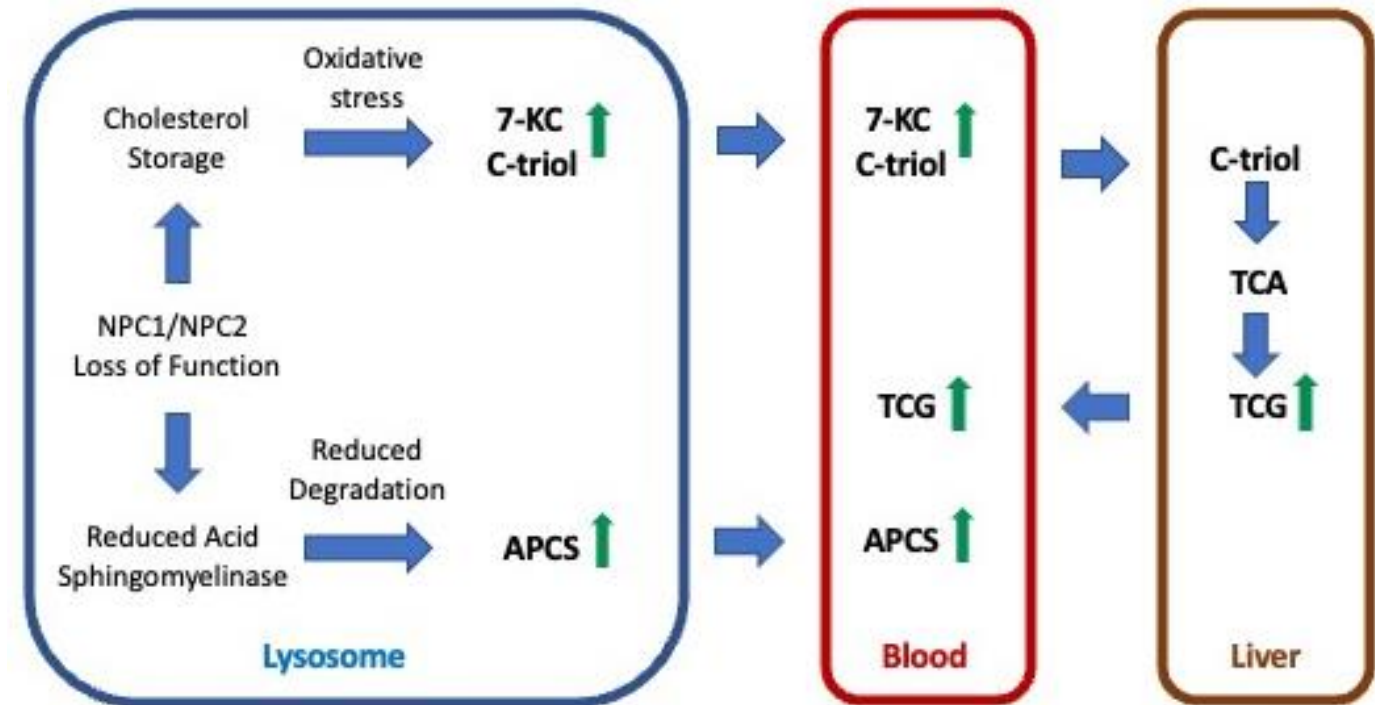 Oxidative
stress
Cholesterol
Storage
7-KC
C-triol
NPC1/NPC2
Loss of Function
Reduced
Degradation
Reduced Acid
Sphingomyelinase
APCS
Lysosome
7-KC
C-triol
TCG
APCS
Blood
C-triol
TCA
TCG
Liver